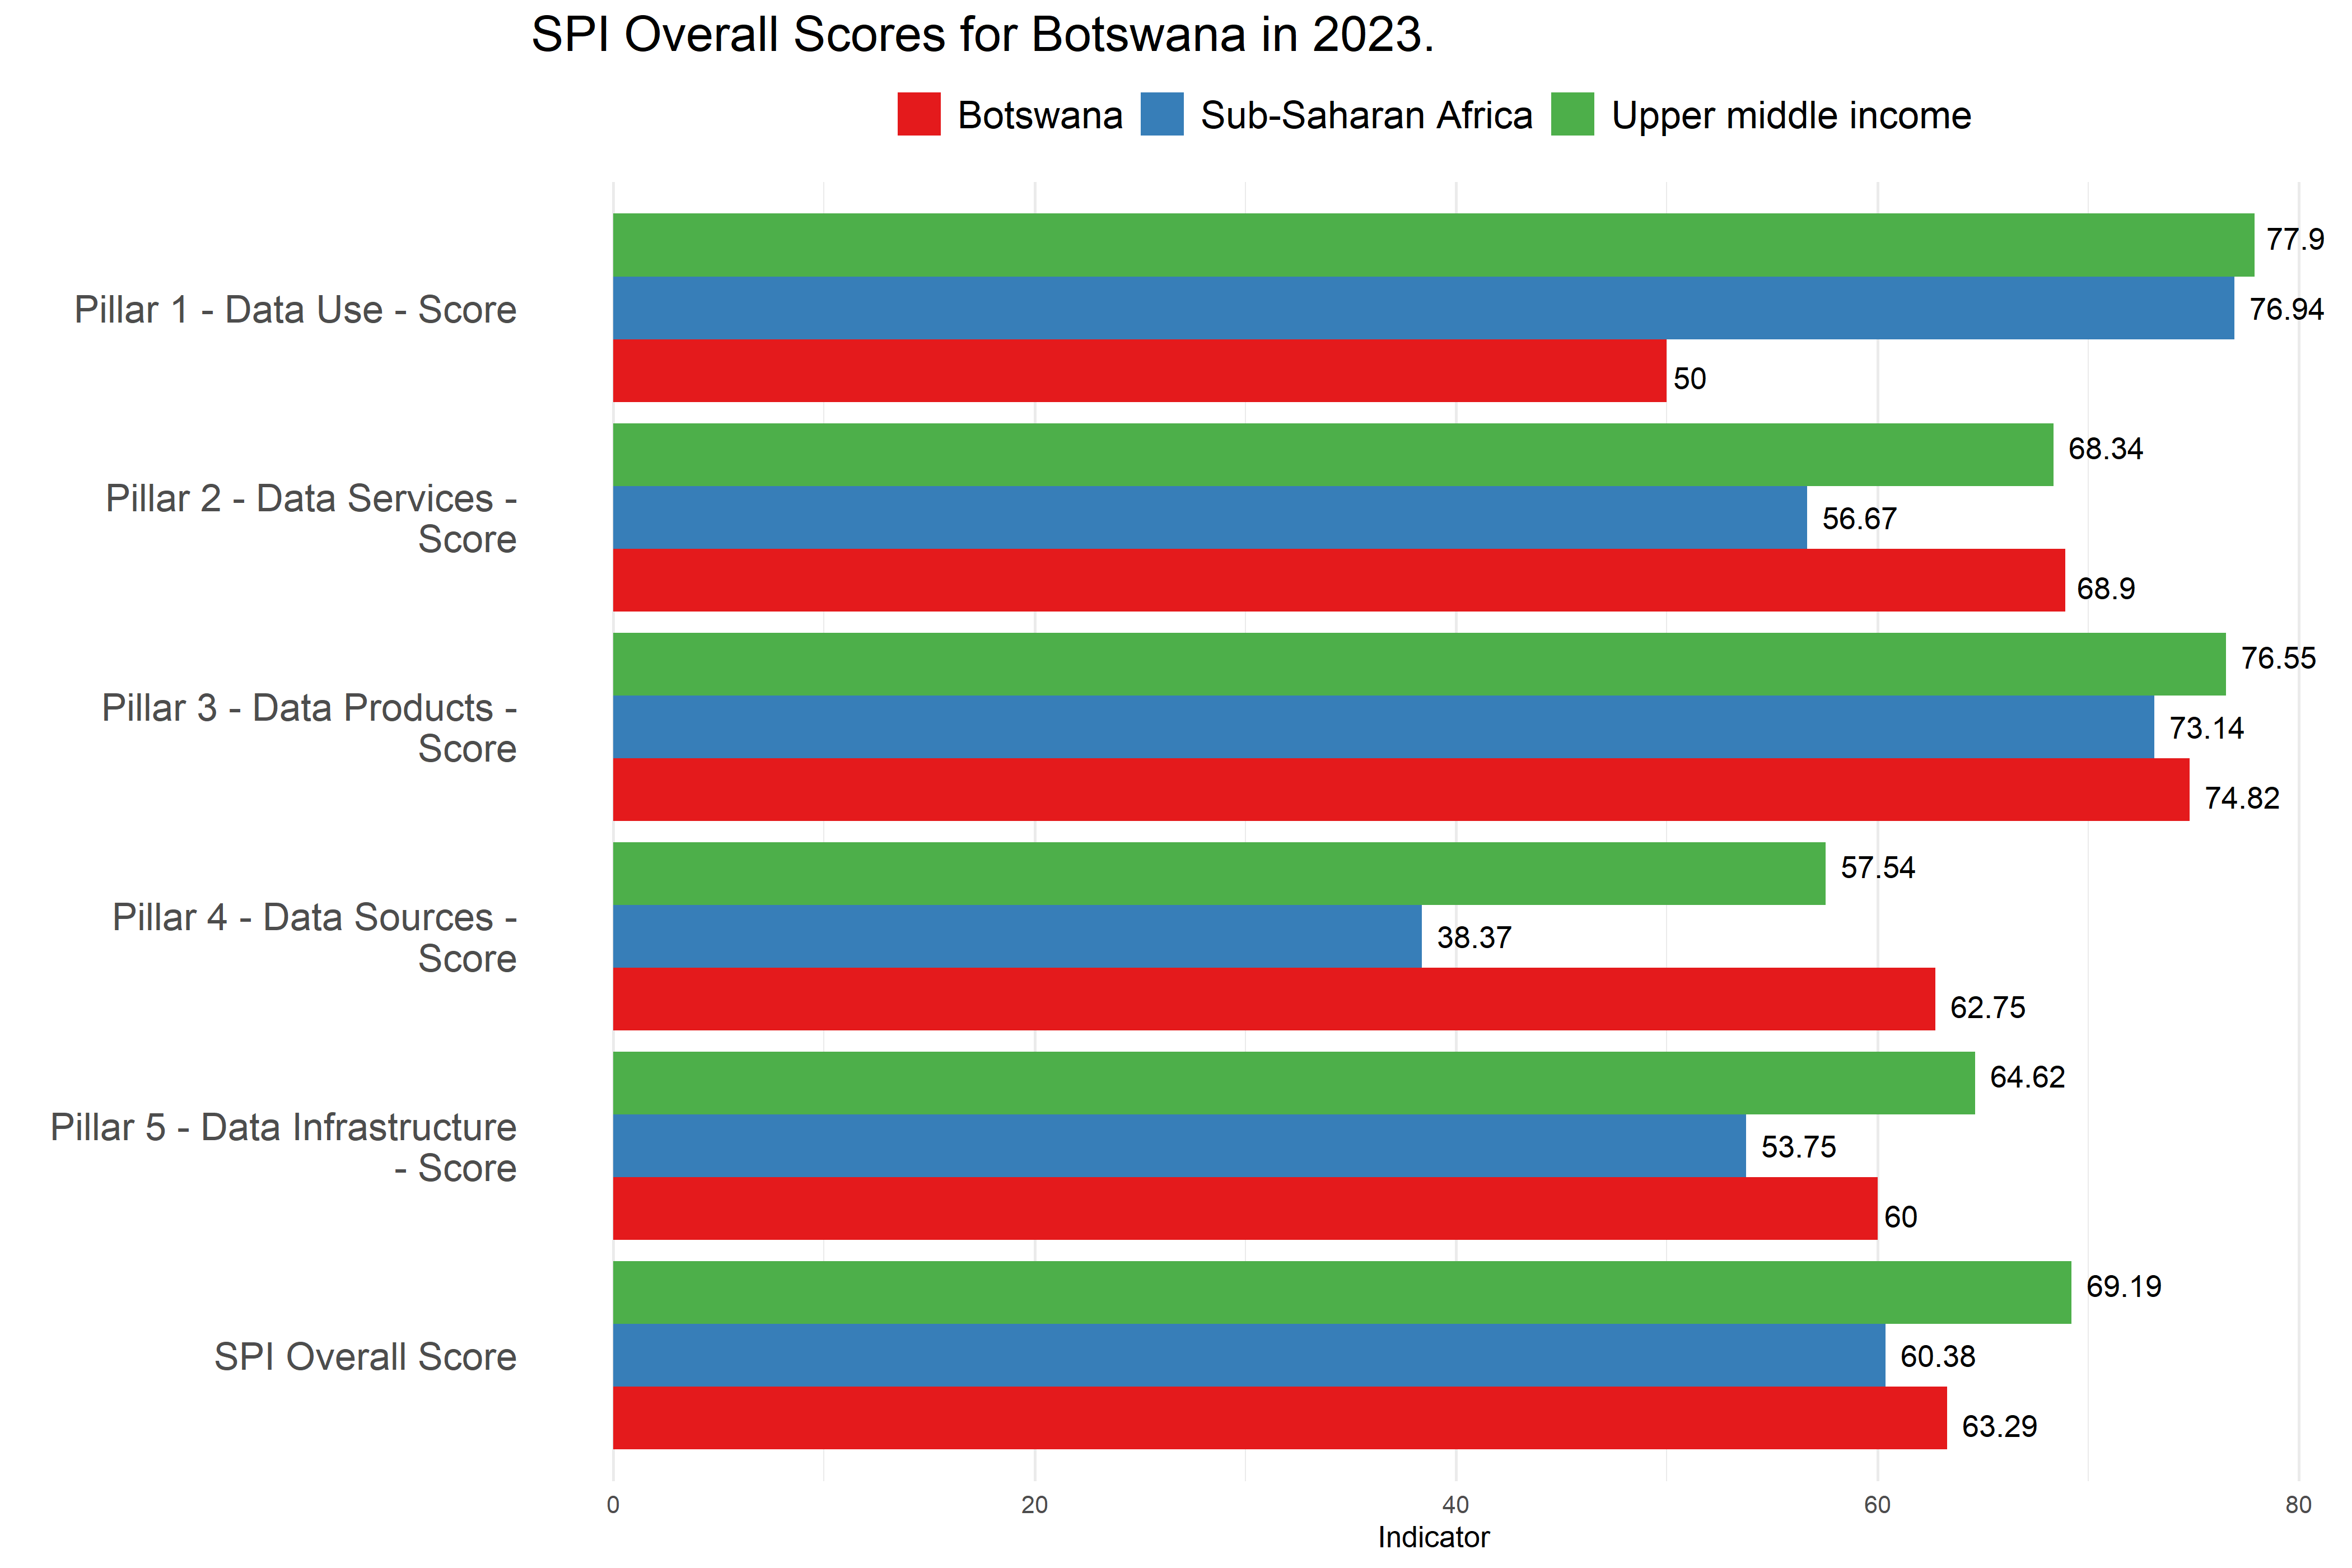 SPI Overall Scores for Botswana in 2023.
Botswana Sub-Saharan Africa Upper middle income
77.9
Pillar 1 - Data Use - Score
76.94
50
68.34
Pillar 2 - Data Services -
Score
56.67
68.9
76.55
Pillar 3 - Data Products -
Score
73.14
74.82
57.54
Pillar 4 - Data Sources -
Score
38.37
62.75
64.62
Pillar 5 - Data Infrastructure
- Score
53.75
60
69.19
SPI Overall Score
60.38
63.29
0 20 40 60 80
Indicator